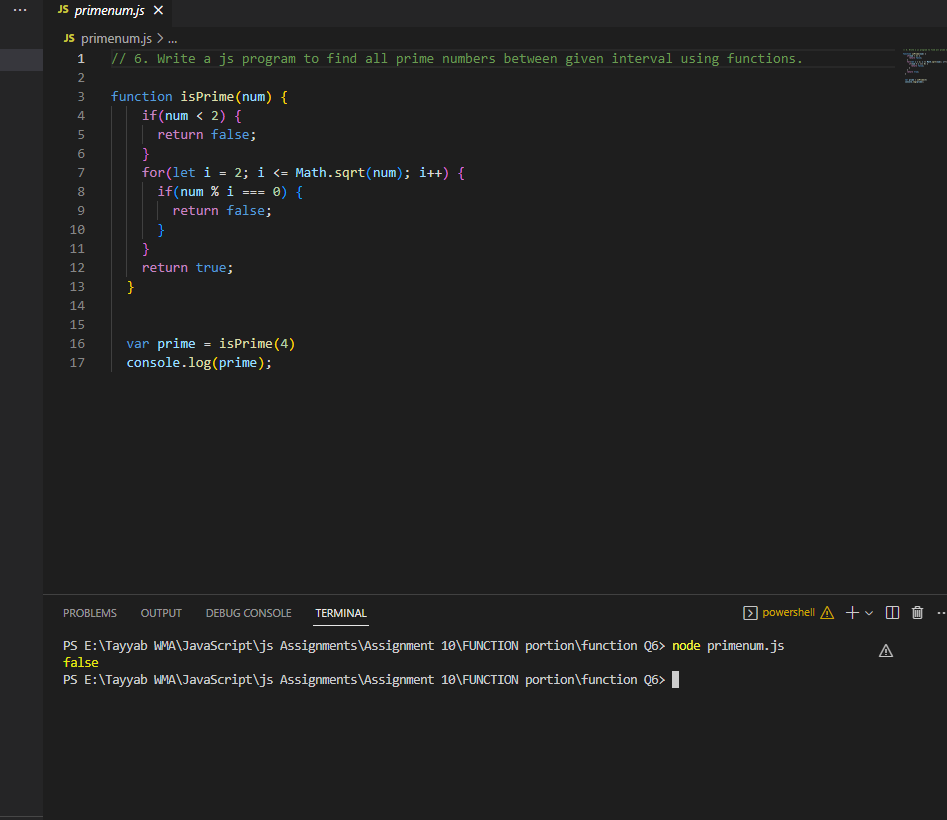 JS primenum.js ✕
JS primenum.js > ...
1 // 6. Write a js program to find all prime numbers between given interval using functions.
2
3 function isPrime(num) {
4     if(num < 2) {
5       return false;
6     }
7     for(let i = 2; i <= Math.sqrt(num); i++) {
8       if(num % i === 0) {
9         return false;
10       }
11     }
12     return true;
13   }
14
15
16   var prime = isPrime(4)
17   console.log(prime);
PROBLEMS OUTPUT DEBUG CONSOLE TERMINAL powershell
PS E:\Tayyab WMA\JavaScript\js Assignments\Assignment 10\FUNCTION portion\function Q6> node primenum.js
false
PS E:\Tayyab WMA\JavaScript\js Assignments\Assignment 10\FUNCTION portion\function Q6>